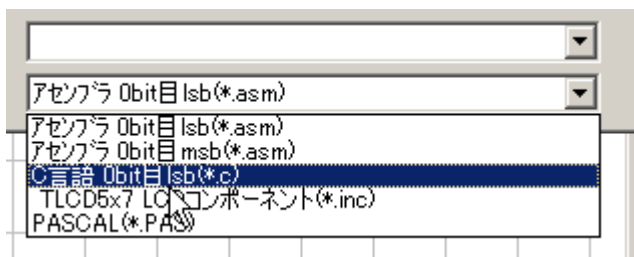 アセンブラ 0bit目 lsb(*.asm)
アセンブラ 0bit目 lsb(*.asm)
アセンブラ 0bit目 msb(*.asm)
C言語 0bit目 lsb(*.c)
TLCD5x7 LCDコンポーネント(*.inc)
PASCAL(*.PAS)